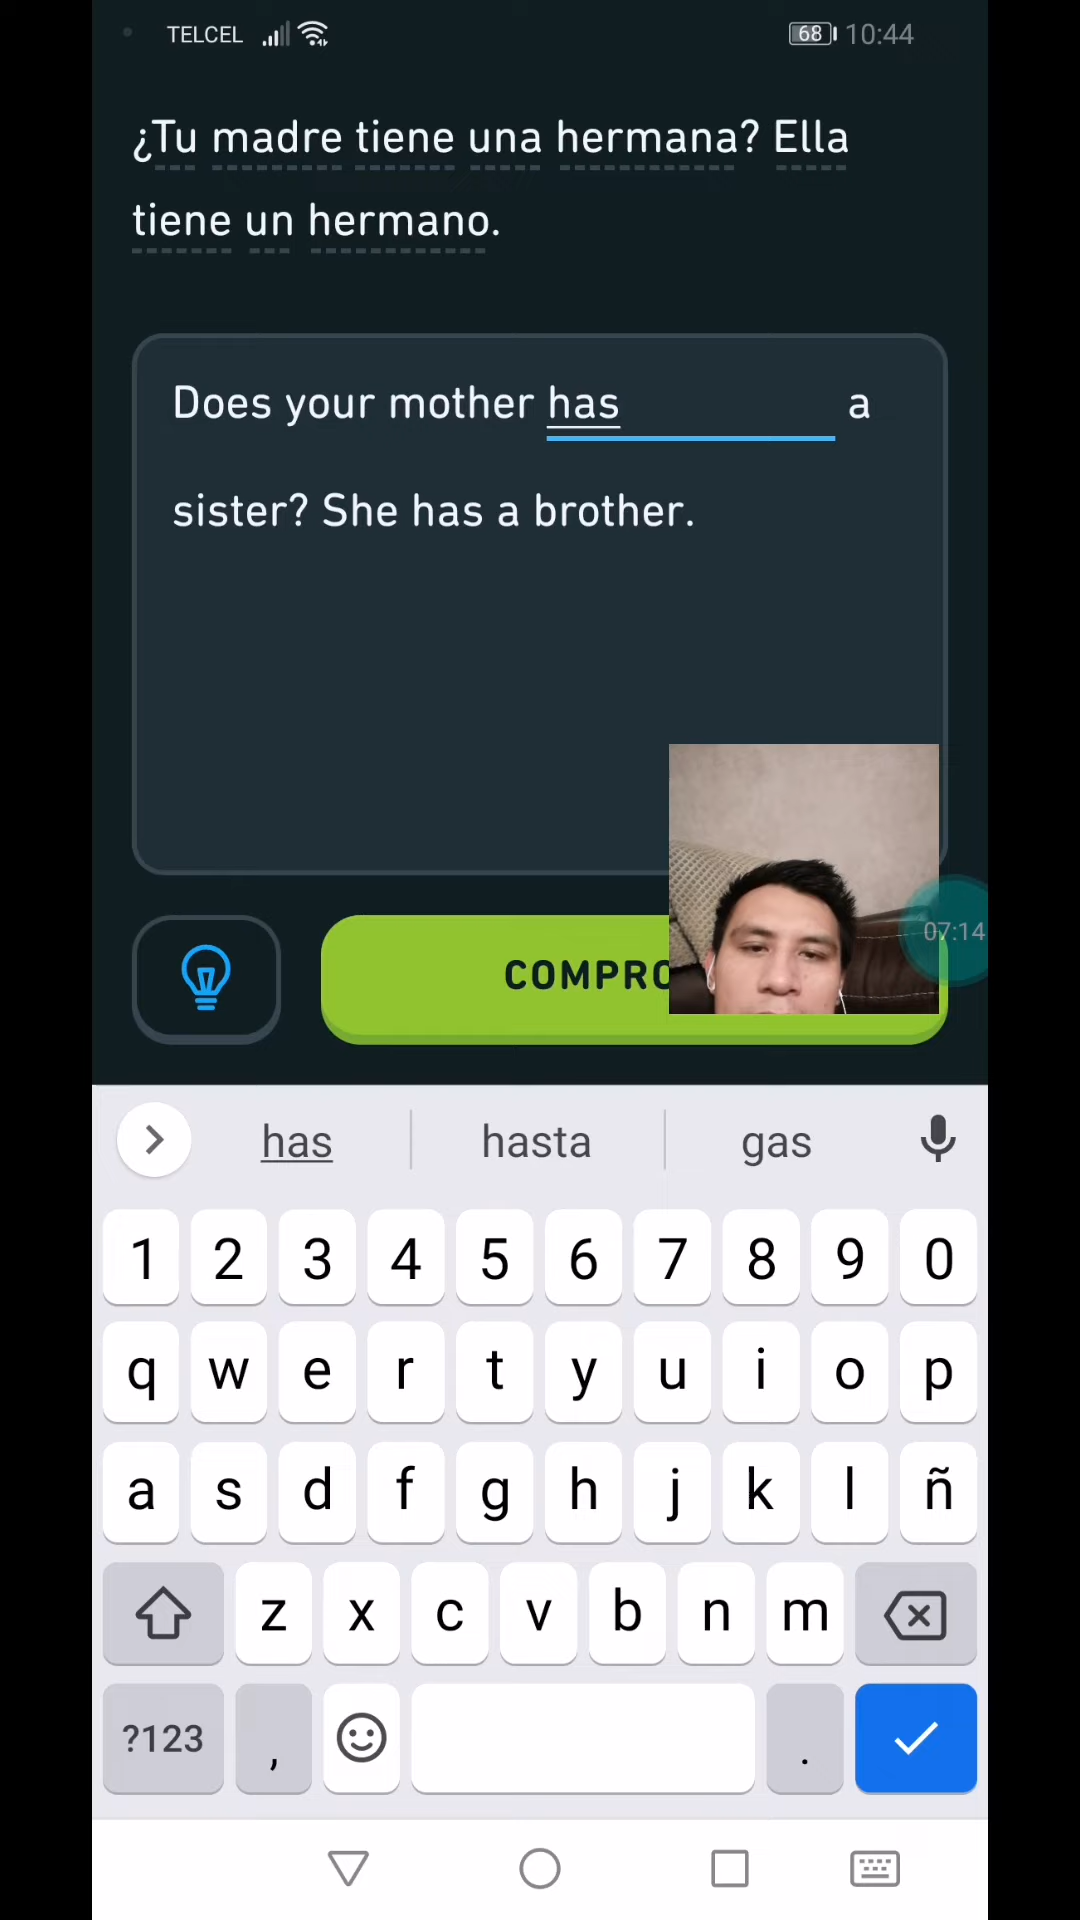 TELCEL 68 10:44
¿Tu madre tiene una hermana? Ella
tiene un hermano.
Does your mother has a
sister? She has a brother.
07:14
COMPRO
has hasta gas
1 2 3 4 5 6 7 8 9 0
q w e r t y u i o p
a s d f g h j k l ñ
z x c v b n m
?123 , .